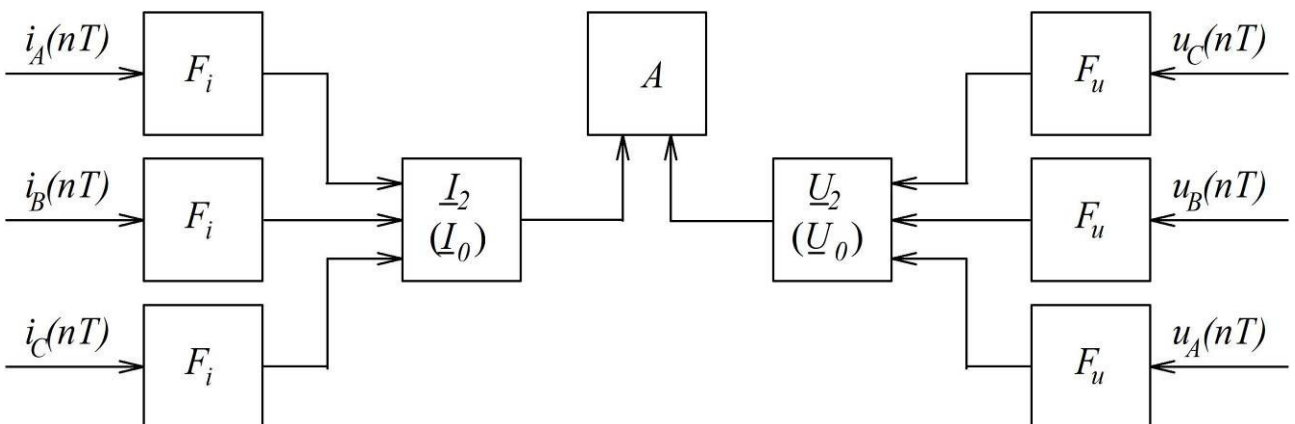 i_A(nT) F_i A F_u u_C(nT)
i_B(nT) F_i I_2 U_2 F_u u_B(nT)
(I_0) (U_0)
i_C(nT) F_i F_u u_A(nT)